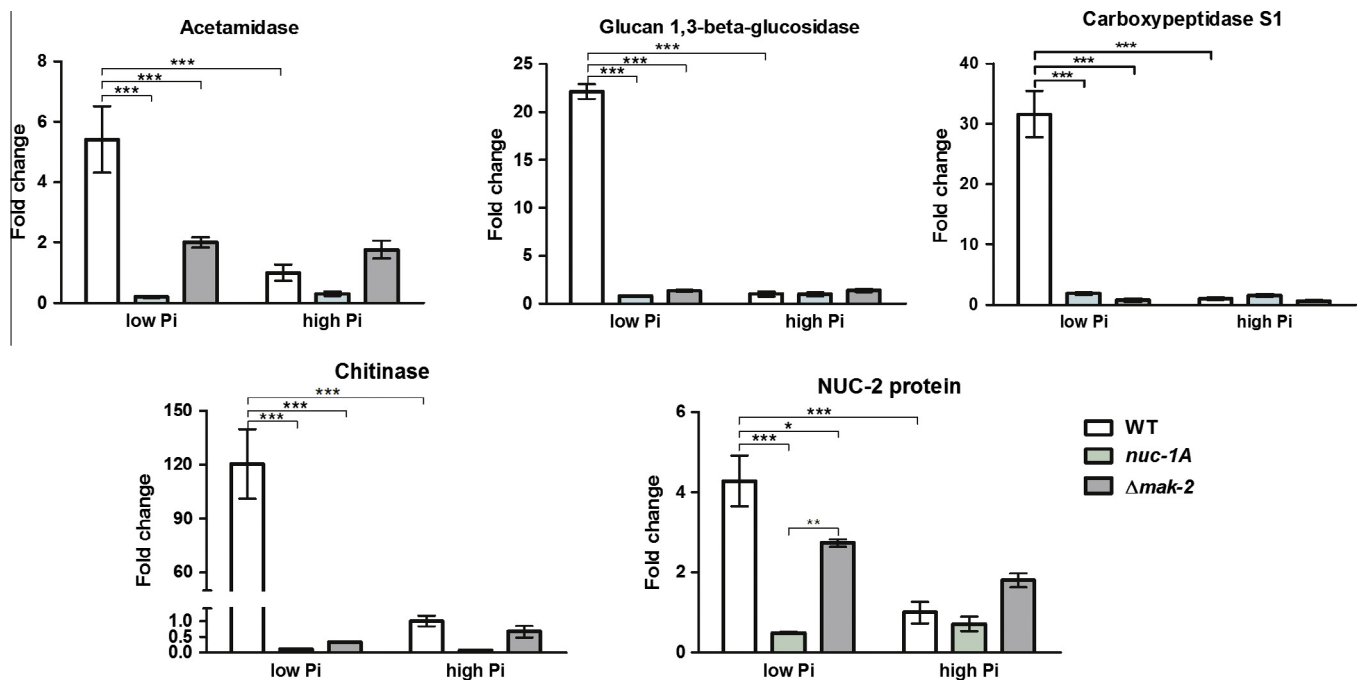 Acetamidase
***
***
***
Fold change
8
6
4
2
0
low Pi
high Pi
Glucan 1,3-beta-glucosidase
***
***
***
Fold change
25
20
15
10
5
0
low Pi
high Pi
Carboxypeptidase S1
***
***
***
Fold change
40
30
20
10
0
low Pi
high Pi
Chitinase
***
***
***
Fold change
150
120
90
60
1.0
0.5
0.0
low Pi
high Pi
NUC-2 protein
***
*
***
**
Fold change
6
4
2
0
low Pi
high Pi
WT
nuc-1A
Δmak-2